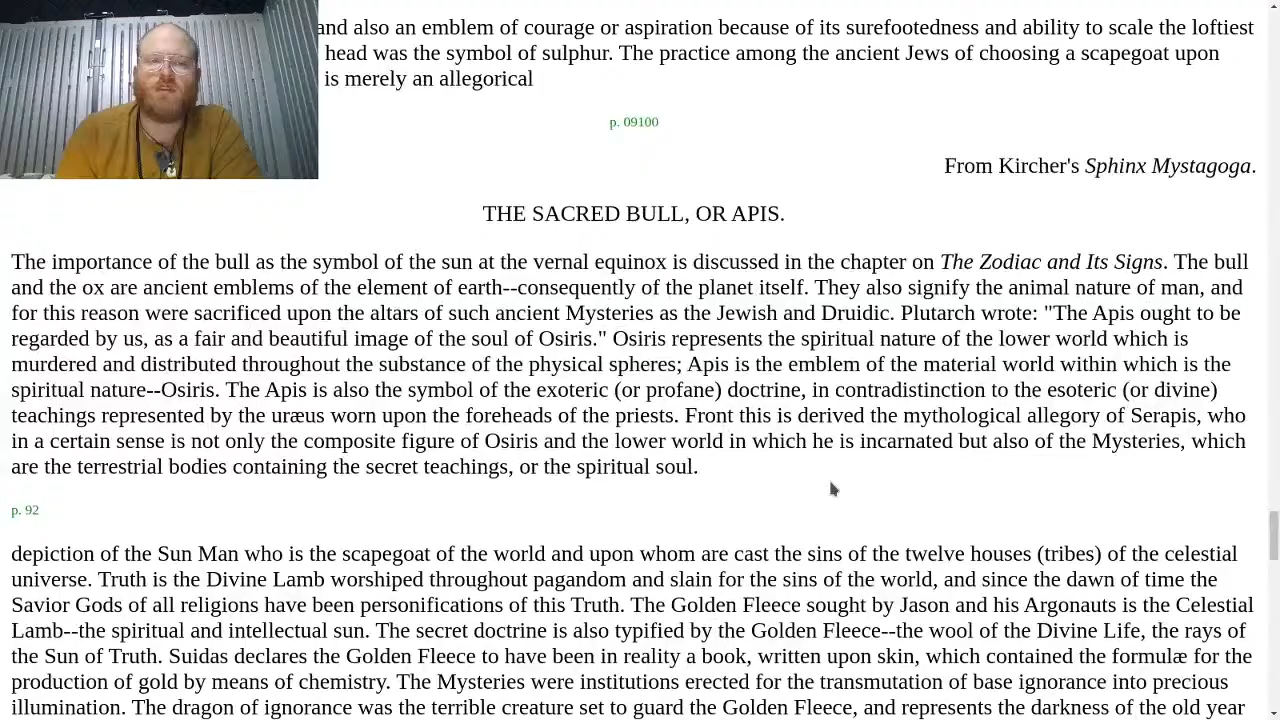 and also an emblem of courage or aspiration because of its surefootedness and ability to scale the loftiest
head was the symbol of sulphur. The practice among the ancient Jews of choosing a scapegoat upon
is merely an allegorical
p. 09100
From Kircher's Sphinx Mystagoga.
THE SACRED BULL, OR APIS.
The importance of the bull as the symbol of the sun at the vernal equinox is discussed in the chapter on The Zodiac and Its Signs. The bull
and the ox are ancient emblems of the element of earth--consequently of the planet itself. They also signify the animal nature of man, and
for this reason were sacrificed upon the altars of such ancient Mysteries as the Jewish and Druidic. Plutarch wrote: "The Apis ought to be
regarded by us, as a fair and beautiful image of the soul of Osiris." Osiris represents the spiritual nature of the lower world which is
murdered and distributed throughout the substance of the physical spheres; Apis is the emblem of the material world within which is the
spiritual nature--Osiris. The Apis is also the symbol of the exoteric (or profane) doctrine, in contradistinction to the esoteric (or divine)
teachings represented by the uræus worn upon the foreheads of the priests. Front this is derived the mythological allegory of Serapis, who
in a certain sense is not only the composite figure of Osiris and the lower world in which he is incarnated but also of the Mysteries, which
are the terrestrial bodies containing the secret teachings, or the spiritual soul.
p. 92
depiction of the Sun Man who is the scapegoat of the world and upon whom are cast the sins of the twelve houses (tribes) of the celestial
universe. Truth is the Divine Lamb worshiped throughout pagandom and slain for the sins of the world, and since the dawn of time the
Savior Gods of all religions have been personifications of this Truth. The Golden Fleece sought by Jason and his Argonauts is the Celestial
Lamb--the spiritual and intellectual sun. The secret doctrine is also typified by the Golden Fleece--the wool of the Divine Life, the rays of
the Sun of Truth. Suidas declares the Golden Fleece to have been in reality a book, written upon skin, which contained the formulæ for the
production of gold by means of chemistry. The Mysteries were institutions erected for the transmutation of base ignorance into precious
illumination. The dragon of ignorance was the terrible creature set to guard the Golden Fleece, and represents the darkness of the old year